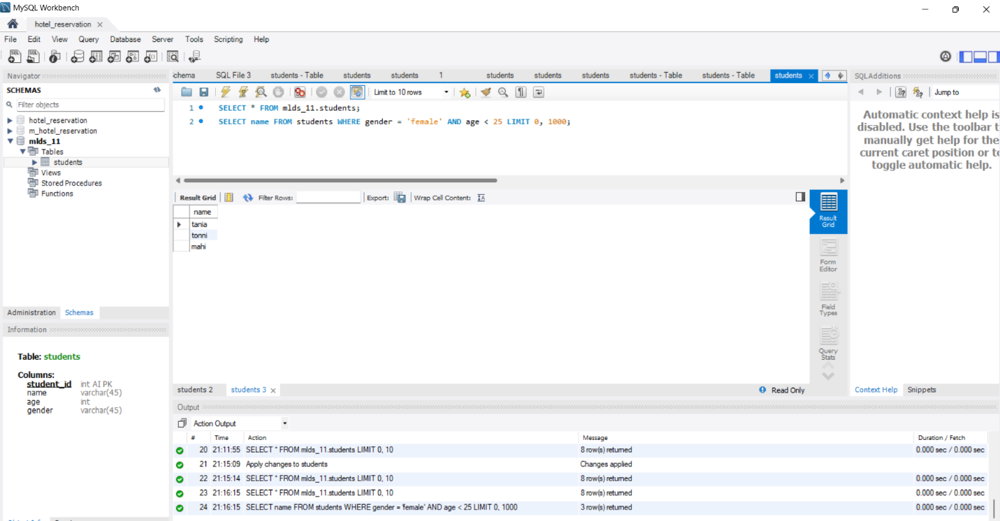 MySQL Workbench
hotel_reservation
File Edit View Query Database Server Tools Scripting Help
Navigator
SCHEMAS
Filter objects
hotel_reservation
m_hotel_reservation
mlds_11
Tables
students
Views
Stored Procedures
Functions
Administration Schemas
Information
Table: students
Columns:
student_id int AI PK
name varchar(45)
age int
gender varchar(45)
chema SQL File 3 students - Table students students 1 students students students students - Table students - Table students
Limit to 10 rows
1 SELECT * FROM mlds_11.students;
2 SELECT name FROM students WHERE gender = 'female' AND age < 25 LIMIT 0, 1000;
Result Grid Filter Rows: Export: Wrap Cell Content:
name
tania
tonni
mahi
Result
Grid
Form
Editor
Field
Types
Query
Stats
students 2 students 3 Read Only
SQLAdditions
Jump to
Automatic context help is
disabled. Use the toolbar t
manually get help for the
current caret position or to
toggle automatic help.
Context Help Snippets
Output
Action Output
# Time Action Message Duration / Fetch
20 21:11:55 SELECT * FROM mlds_11.students LIMIT 0, 10 8 row(s) returned 0.000 sec / 0.000 sec
21 21:15:09 Apply changes to students Changes applied
22 21:15:14 SELECT * FROM mlds_11.students LIMIT 0, 10 8 row(s) returned 0.000 sec / 0.000 sec
23 21:16:15 SELECT * FROM mlds_11.students LIMIT 0, 10 8 row(s) returned 0.000 sec / 0.000 sec
24 21:16:15 SELECT name FROM students WHERE gender = 'female' AND age < 25 LIMIT 0, 1000 3 row(s) returned 0.000 sec / 0.000 sec